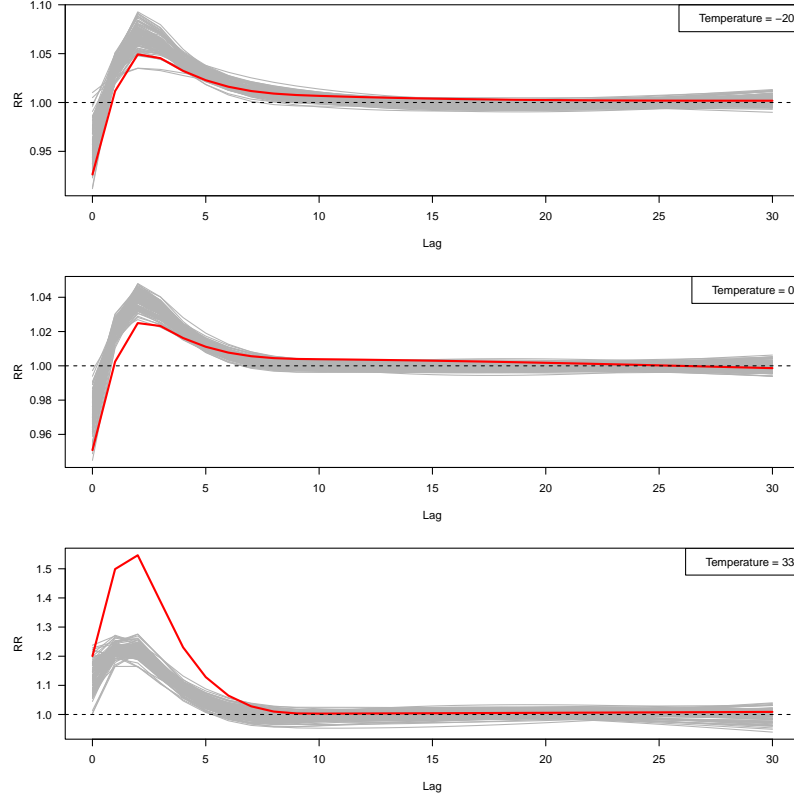 Temperature = −20
1.10
1.05
1.00
0.95
RR
0 5 10 15 20 25 30
Lag
Temperature = 0
1.04
1.02
1.00
0.98
0.96
RR
0 5 10 15 20 25 30
Lag
Temperature = 33
1.5
1.4
1.3
1.2
1.1
1.0
RR
0 5 10 15 20 25 30
Lag